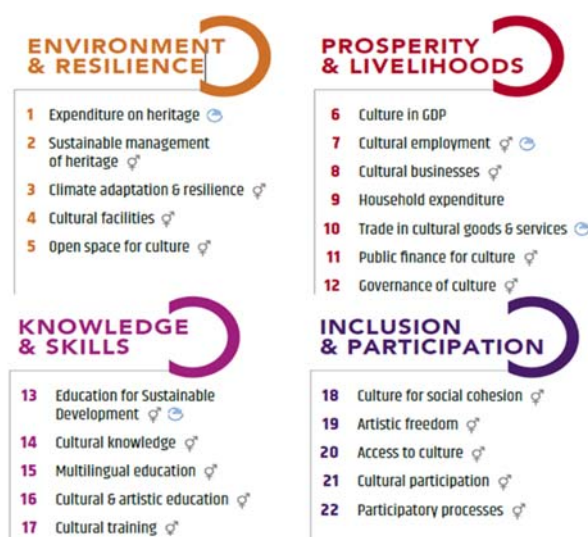 ENVIRONMENT
& RESILIENCE
1 Expenditure on heritage
2 Sustainable management
of heritage
3 Climate adaptation & resilience
4 Cultural facilities
5 Open space for culture
PROSPERITY
& LIVELIHOODS
6 Culture in GDP
7 Cultural employment
8 Cultural businesses
9 Household expenditure
10 Trade in cultural goods & services
11 Public finance for culture
12 Governance of culture
KNOWLEDGE
& SKILLS
13 Education for Sustainable
Development
14 Cultural knowledge
15 Multilingual education
16 Cultural & artistic education
17 Cultural training
INCLUSION
& PARTICIPATION
18 Culture for social cohesion
19 Artistic freedom
20 Access to culture
21 Cultural participation
22 Participatory processes